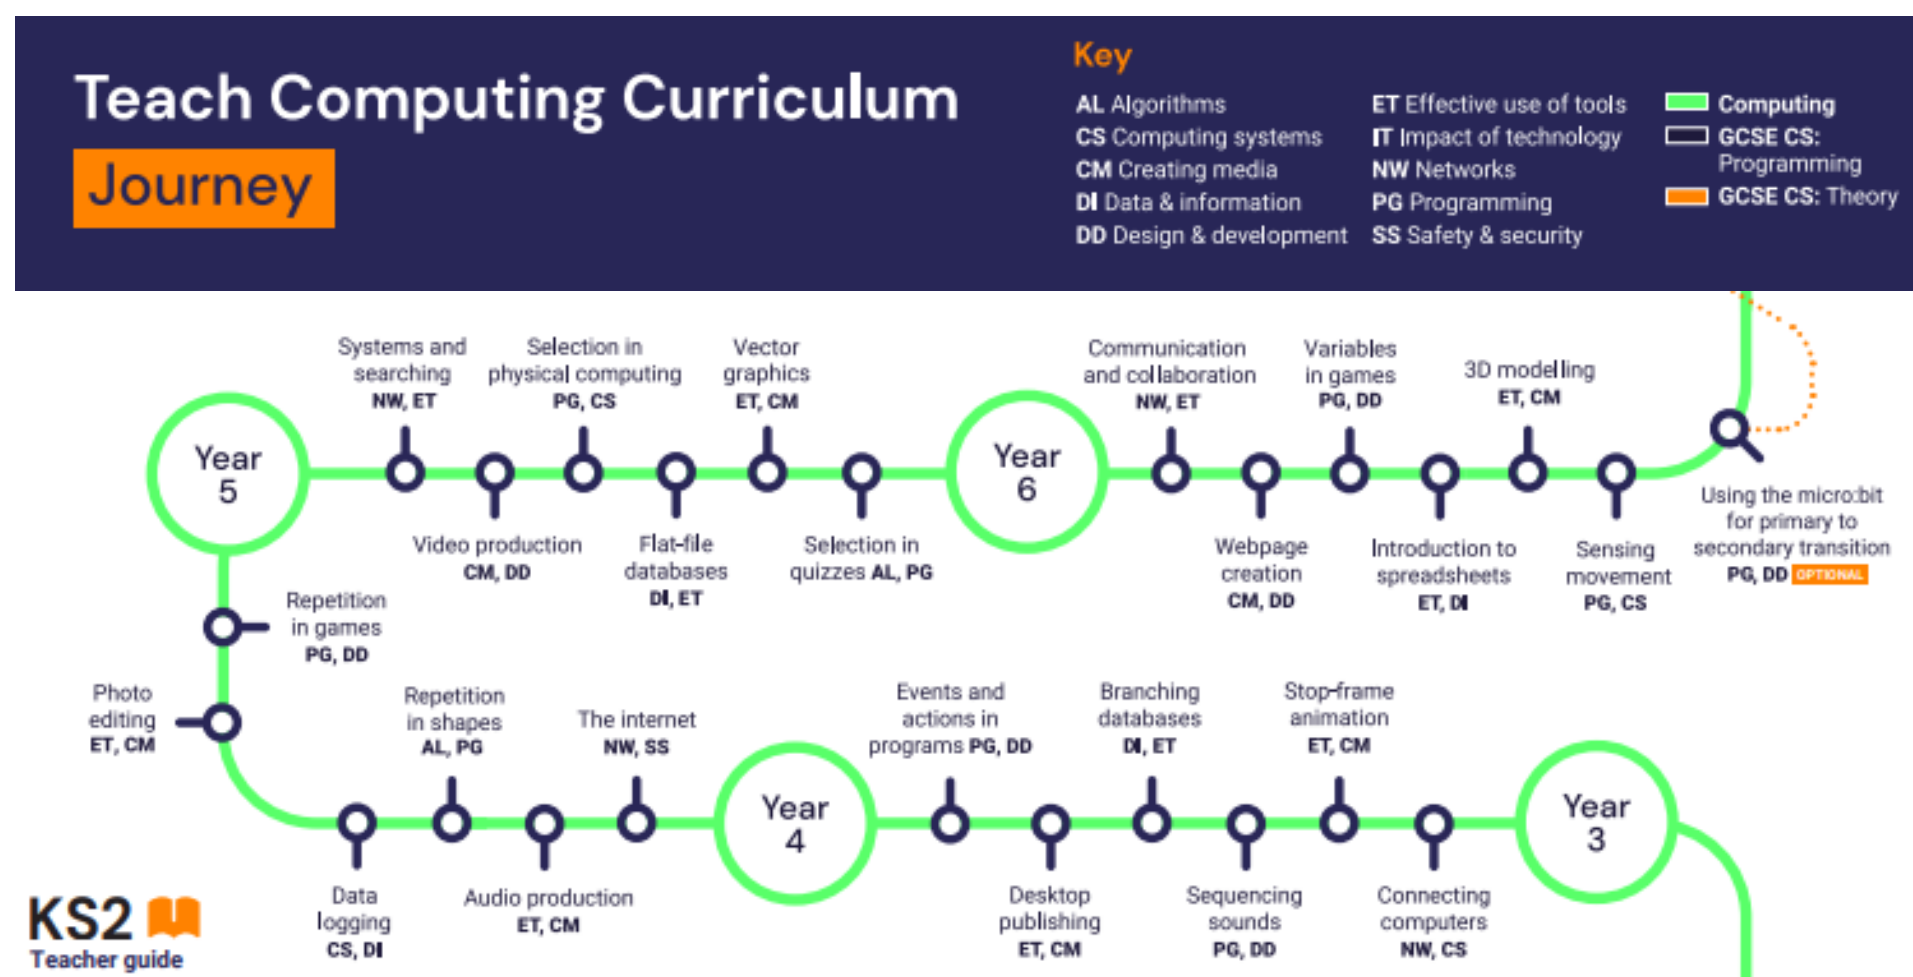 Teach Computing Curriculum
Journey
Key
AL Algorithms
CS Computing systems
CM Creating media
DI Data & information
DD Design & development
ET Effective use of tools
IT Impact of technology
NW Networks
PG Programming
SS Safety & security
Computing
GCSE CS:
Programming
GCSE CS: Theory
Year
5
Systems and
searching
NW, ET
Video production
CM, DD
Selection in
physical computing
PG, CS
Flat-file
databases
DI, ET
Vector
graphics
ET, CM
Selection in
quizzes AL, PG
Year
6
Communication
and collaboration
NW, ET
Webpage
creation
CM, DD
Variables
in games
PG, DD
Introduction to
spreadsheets
ET, DI
3D modelling
ET, CM
Sensing
movement
PG, CS
Using the micro:bit
for primary to
secondary transition
PG, DD OPTIONAL
Repetition
in games
PG, DD
Photo
editing
ET, CM
Data
logging
CS, DI
Repetition
in shapes
AL, PG
Audio production
ET, CM
The internet
NW, SS
Year
4
Events and
actions in
programs PG, DD
Desktop
publishing
ET, CM
Branching
databases
DI, ET
Sequencing
sounds
PG, DD
Stop-frame
animation
ET, CM
Connecting
computers
NW, CS
Year
3
KS2
Teacher guide